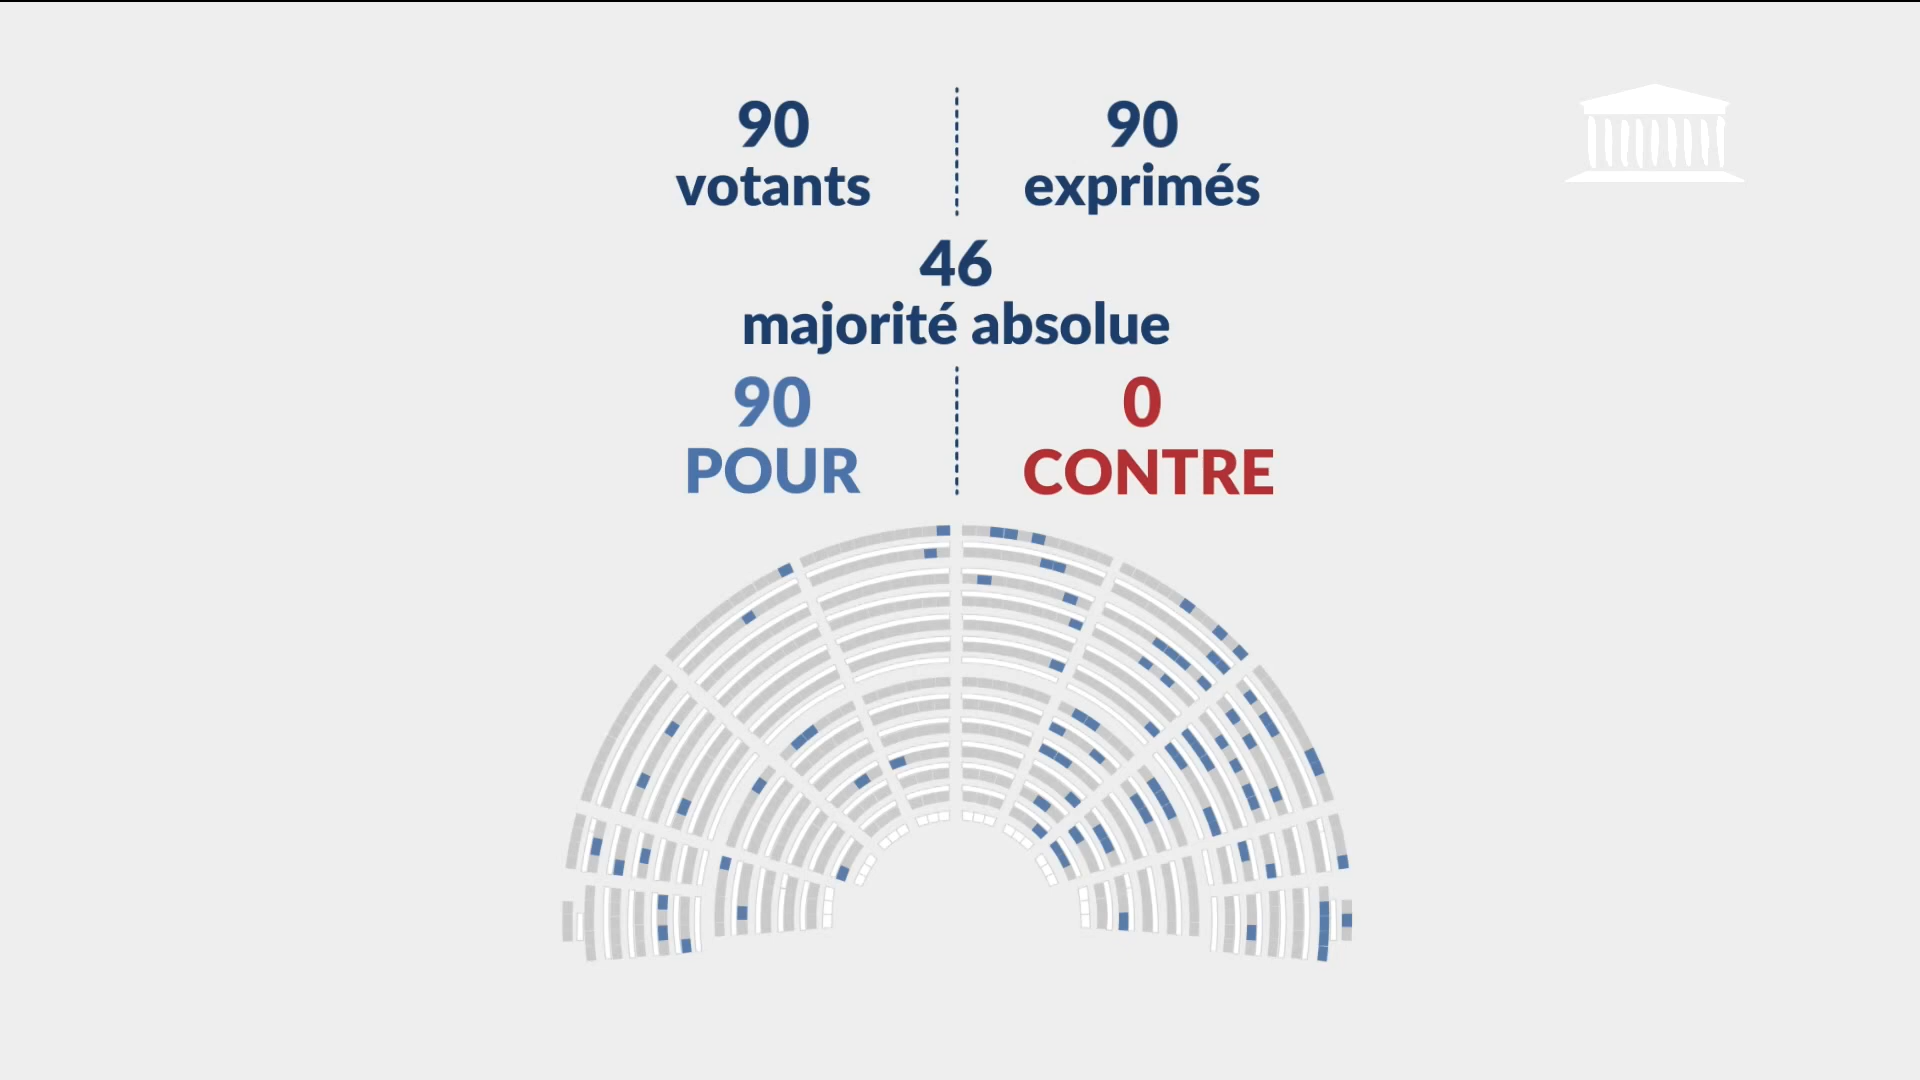 90
votants
90
exprimés
46
majorité absolue
90
POUR
0
CONTRE